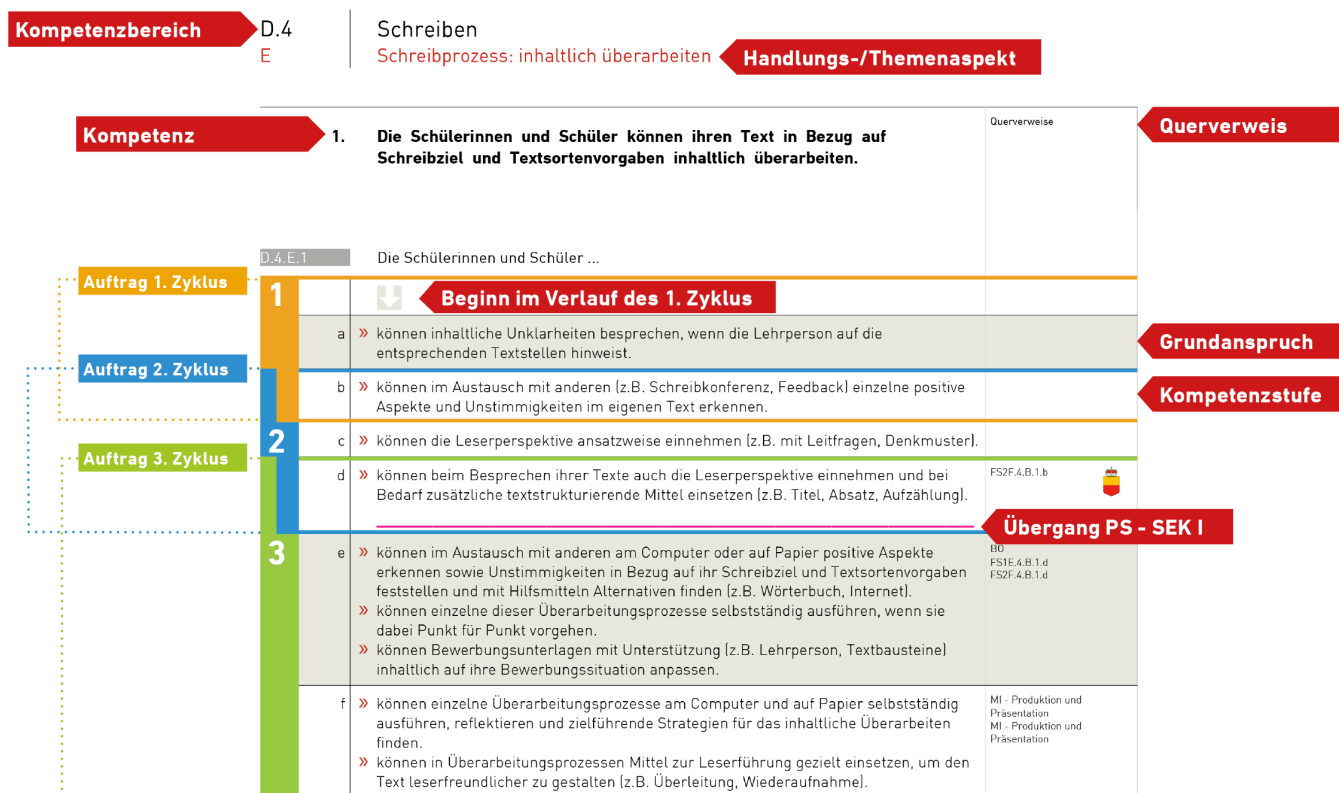 Kompetenzbereich D.4 Schreiben
E Schreibprozess: inhaltlich überarbeiten Handlungs-/Themenaspekt
Kompetenz 1. Die Schülerinnen und Schüler können ihren Text in Bezug auf
Schreibziel und Textsortenvorgaben inhaltlich überarbeiten.
Querverweise
Querverweis
D.4.E.1 Die Schülerinnen und Schüler ...
Auftrag 1. Zyklus
1 Beginn im Verlauf des 1. Zyklus
a » können inhaltliche Unklarheiten besprechen, wenn die Lehrperson auf die
entsprechenden Textstellen hinweist.
Grundanspruch
Auftrag 2. Zyklus
b » können im Austausch mit anderen (z.B. Schreibkonferenz, Feedback) einzelne positive
Aspekte und Unstimmigkeiten im eigenen Text erkennen.
Kompetenzstufe
2 c » können die Leserperspektive ansatzweise einnehmen (z.B. mit Leitfragen, Denkmuster).
Auftrag 3. Zyklus
d » können beim Besprechen ihrer Texte auch die Leserperspektive einnehmen und bei
Bedarf zusätzliche textstrukturierende Mittel einsetzen (z.B. Titel, Absatz, Aufzählung).
FS2F.4.B.1.b
Übergang PS - SEK I
3 e » können im Austausch mit anderen am Computer oder auf Papier positive Aspekte
erkennen sowie Unstimmigkeiten in Bezug auf ihr Schreibziel und Textsortenvorgaben
feststellen und mit Hilfsmitteln Alternativen finden (z.B. Wörterbuch, Internet).
» können einzelne dieser Überarbeitungsprozesse selbstständig ausführen, wenn sie
dabei Punkt für Punkt vorgehen.
» können Bewerbungsunterlagen mit Unterstützung (z.B. Lehrperson, Textbausteine)
inhaltlich auf ihre Bewerbungssituation anpassen.
BO
FS1E.4.B.1.d
FS2F.4.B.1.d
f » können einzelne Überarbeitungsprozesse am Computer und auf Papier selbstständig
ausführen, reflektieren und zielführende Strategien für das inhaltliche Überarbeiten
finden.
» können in Überarbeitungsprozessen Mittel zur Leserführung gezielt einsetzen, um den
Text leserfreundlicher zu gestalten (z.B. Überleitung, Wiederaufnahme).
MI - Produktion und
Präsentation
MI - Produktion und
Präsentation